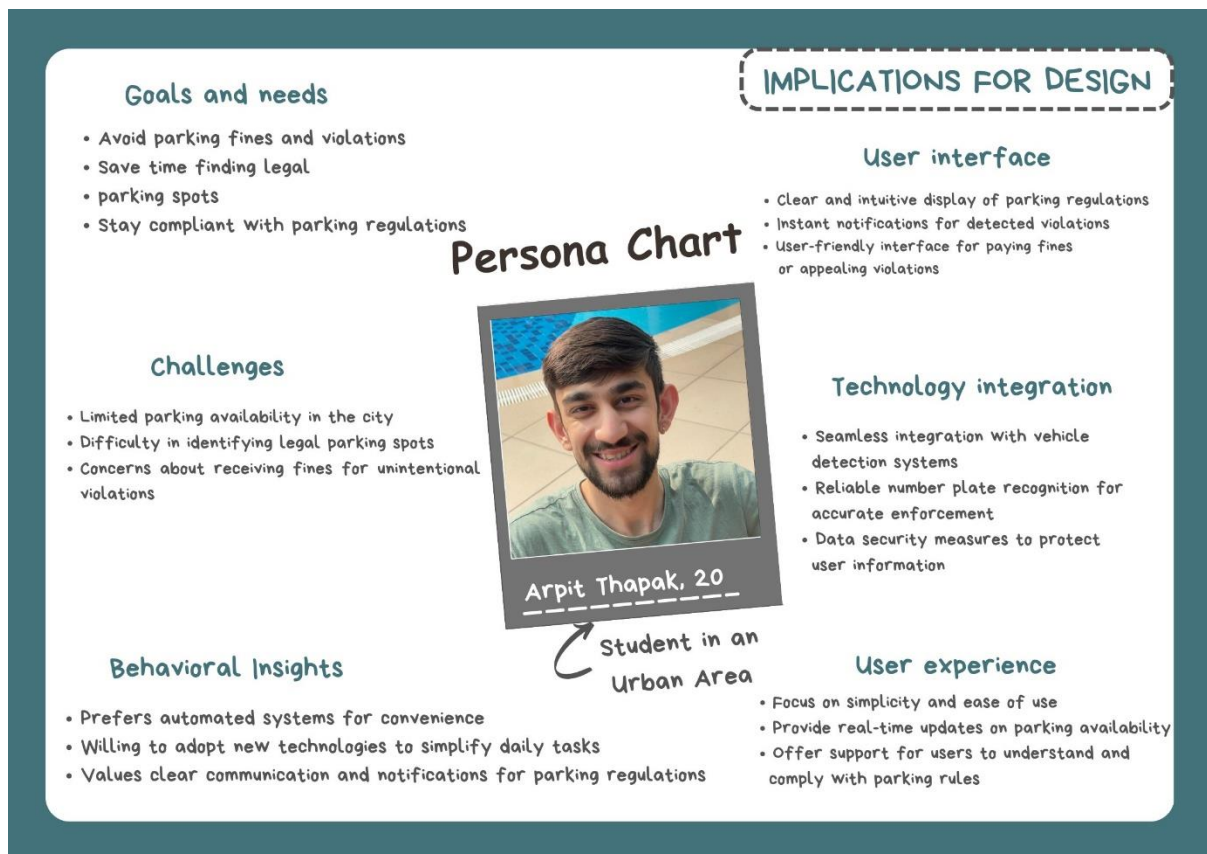 Goals and needs
• Avoid parking fines and violations
• Save time finding legal
• parking spots
• Stay compliant with parking regulations
Challenges
• Limited parking availability in the city
• Difficulty in identifying legal parking spots
• Concerns about receiving fines for unintentional
violations
Behavioral Insights
• Prefers automated systems for convenience
• Willing to adopt new technologies to simplify daily tasks
• Values clear communication and notifications for parking regulations
Persona Chart
Arpit Thapak, 20
Student in an
Urban Area
IMPLICATIONS FOR DESIGN
User interface
• Clear and intuitive display of parking regulations
• Instant notifications for detected violations
• User-friendly interface for paying fines
or appealing violations
Technology integration
• Seamless integration with vehicle
detection systems
• Reliable number plate recognition for
accurate enforcement
• Data security measures to protect
user information
User experience
• Focus on simplicity and ease of use
• Provide real-time updates on parking availability
• Offer support for users to understand and
comply with parking rules